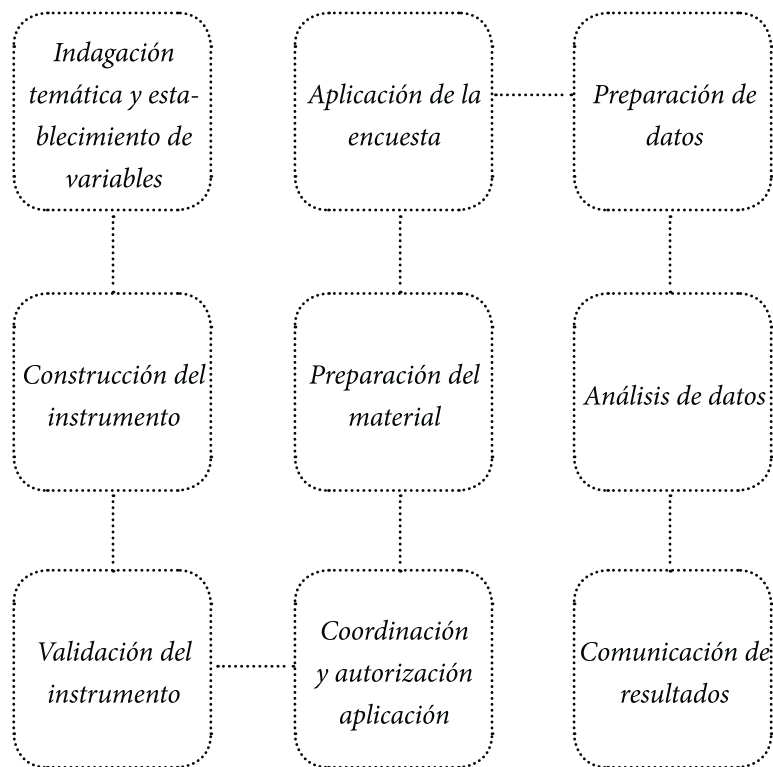 Indagación
temática y esta-
blecimiento de
variables
Construcción del
instrumento
Validación del
instrumento
Coordinación
y autorización
aplicación
Preparación del
material
Aplicación de la
encuesta
Preparación de
datos
Análisis de datos
Comunicación de
resultados